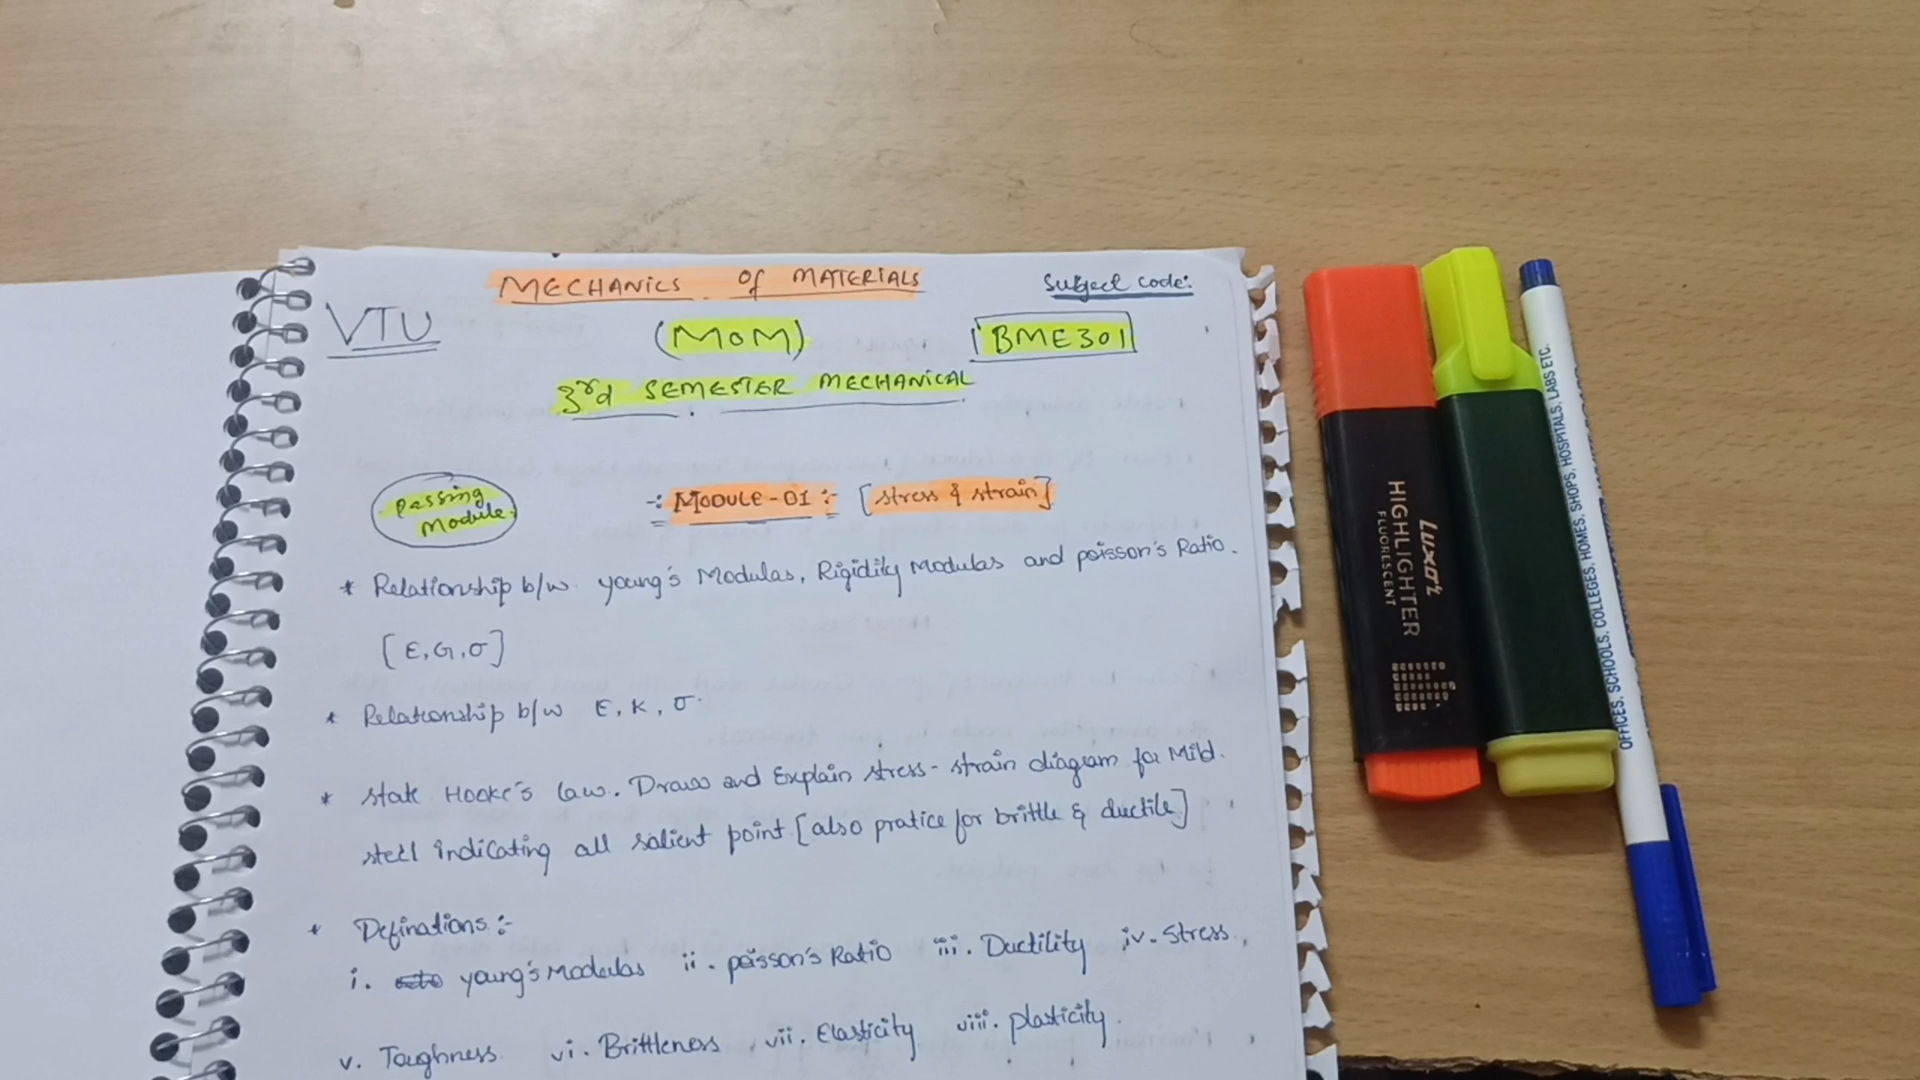 MECHANICS Of MATERIALS
Subject code:
VTU
(MOM)
BME301
3rd SEMESTER MECHANICAL
Passing
Module.
-: MODULE-01 :- [stress & strain]
* Relationship b/w young's Modulas, Rigidity Modulas and poisson's Ratio.
[E, G, σ]
* Relationship b/w E, K, σ.
* state Hooke's law. Draw and Explain stress-strain diagram for Mild.
steel indicating all salient point [also pratice for brittle & ductile]
* Definations :-
i. young's Modulas ii. poisson's Ratio iii. Ductility iv. Stress,
v. Toughness vi. Brittleness vii. Elasticity viii. plasticity.
Luxor
HIGHLIGHTER
FLUORESCENT
OFFICES, SCHOOLS, COLLEGES, HOMES, SHOPS, HOSPITALS, LABS ETC.